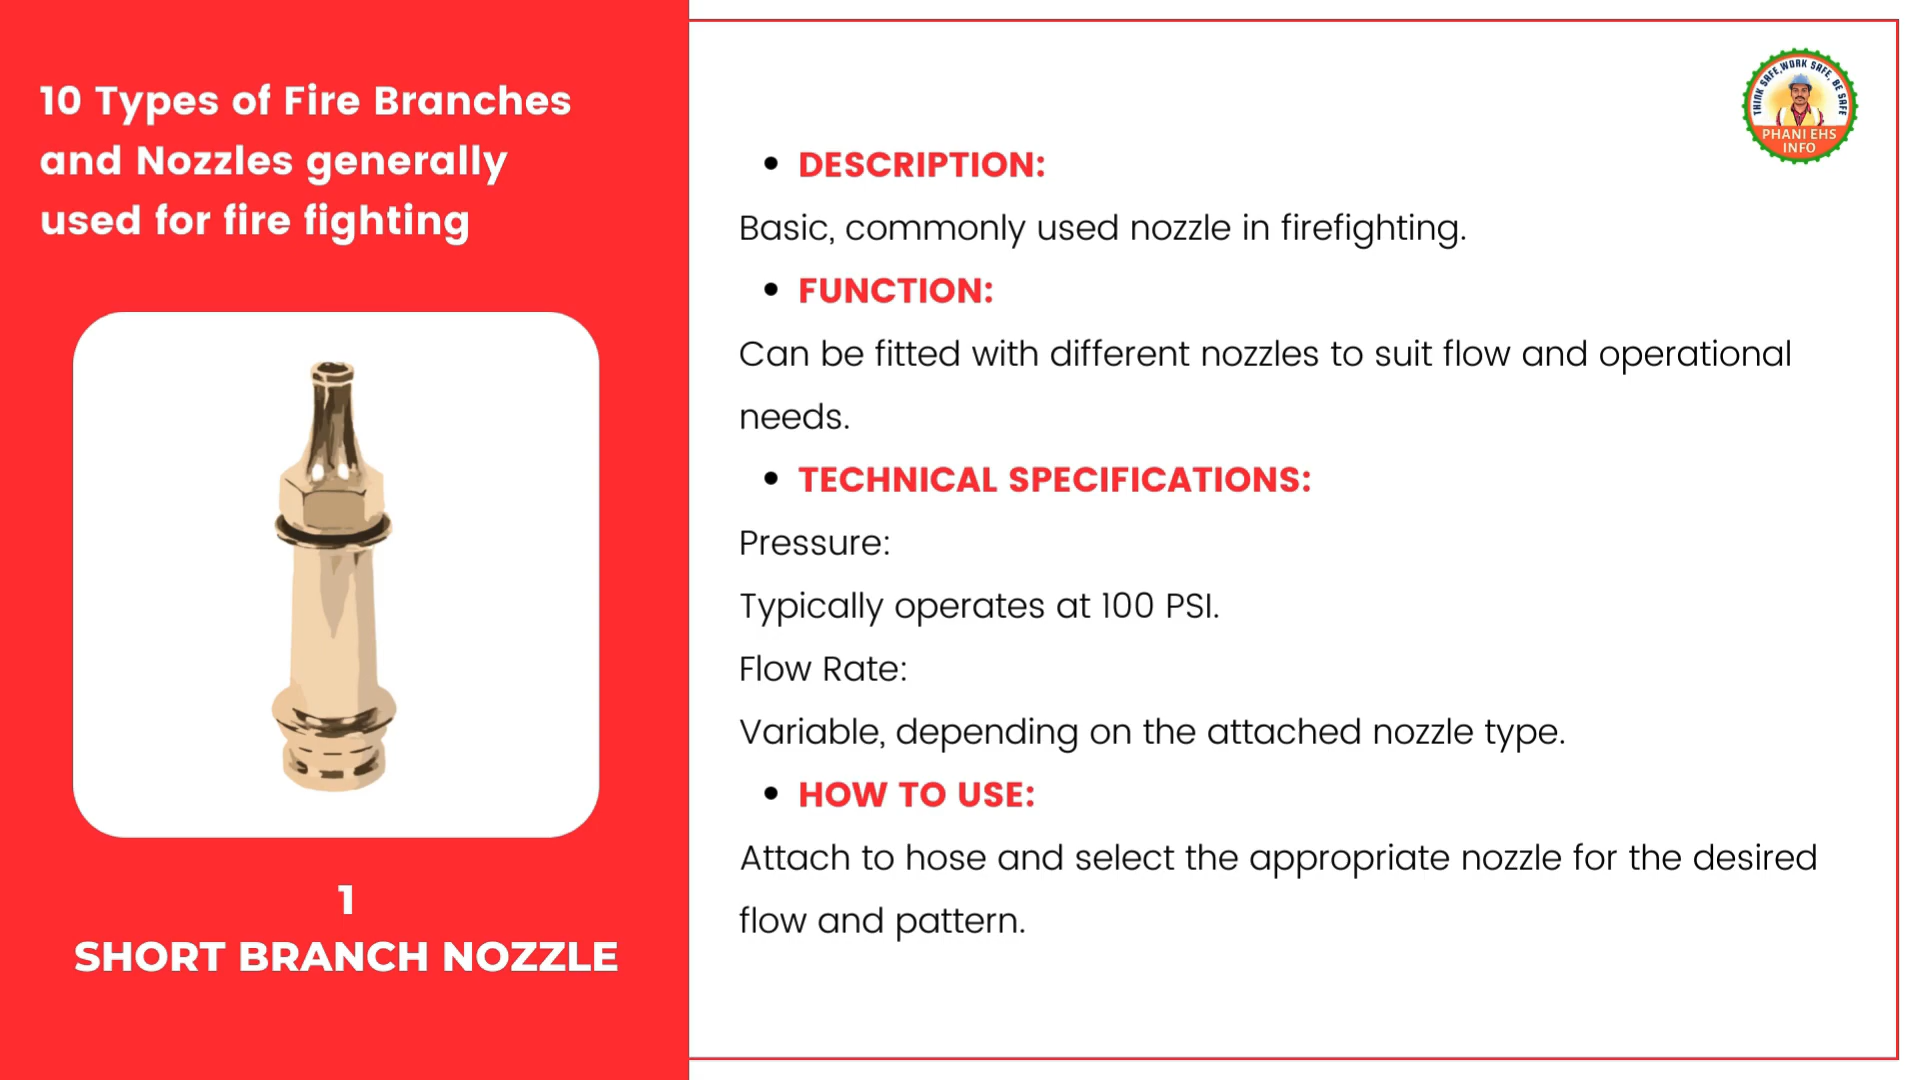 10 Types of Fire Branches
and Nozzles generally
used for fire fighting
1
SHORT BRANCH NOZZLE
THINK SAFE, WORK SAFE, BE SAFE
PHANI EHS
INFO
• DESCRIPTION:
Basic, commonly used nozzle in firefighting.
• FUNCTION:
Can be fitted with different nozzles to suit flow and operational
needs.
• TECHNICAL SPECIFICATIONS:
Pressure:
Typically operates at 100 PSI.
Flow Rate:
Variable, depending on the attached nozzle type.
• HOW TO USE:
Attach to hose and select the appropriate nozzle for the desired
flow and pattern.